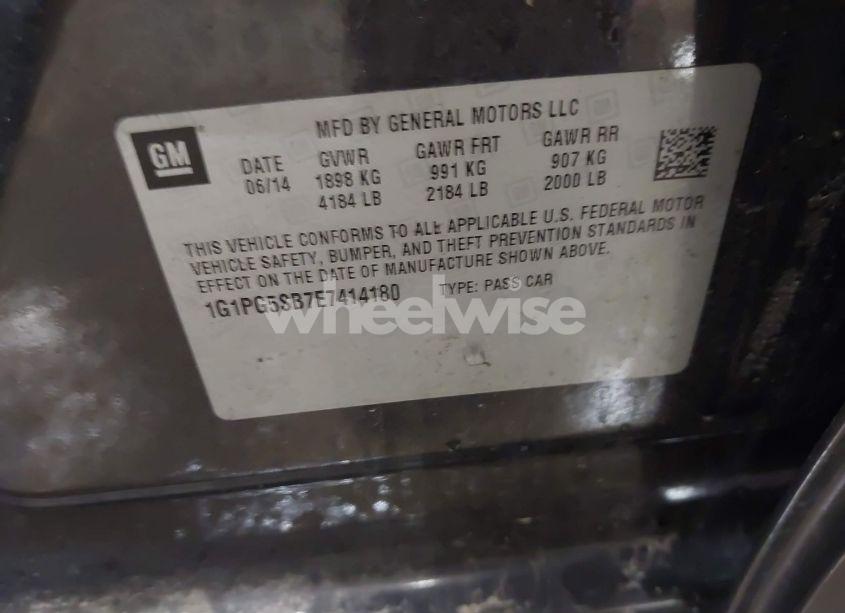 GM
MFD BY GENERAL MOTORS LLC
DATE GVWR GAWR FRT GAWR RR
06/14 1898 KG 991 KG 907 KG
4184 LB 2184 LB 2000 LB
THIS VEHICLE CONFORMS TO ALL APPLICABLE U.S. FEDERAL MOTOR
VEHICLE SAFETY, BUMPER, AND THEFT PREVENTION STANDARDS IN
EFFECT ON THE DATE OF MANUFACTURE SHOWN ABOVE.
1G1PG5SB7E7414180 TYPE: PASS CAR
wheelwise